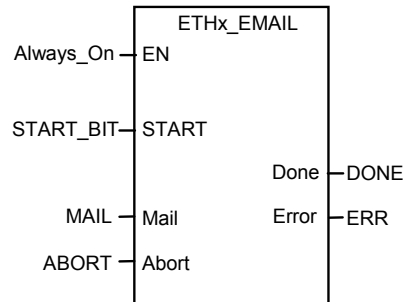 ETHx_EMAIL
Always_On EN
START_BIT START
Done DONE
MAIL Mail
Error ERR
ABORT Abort